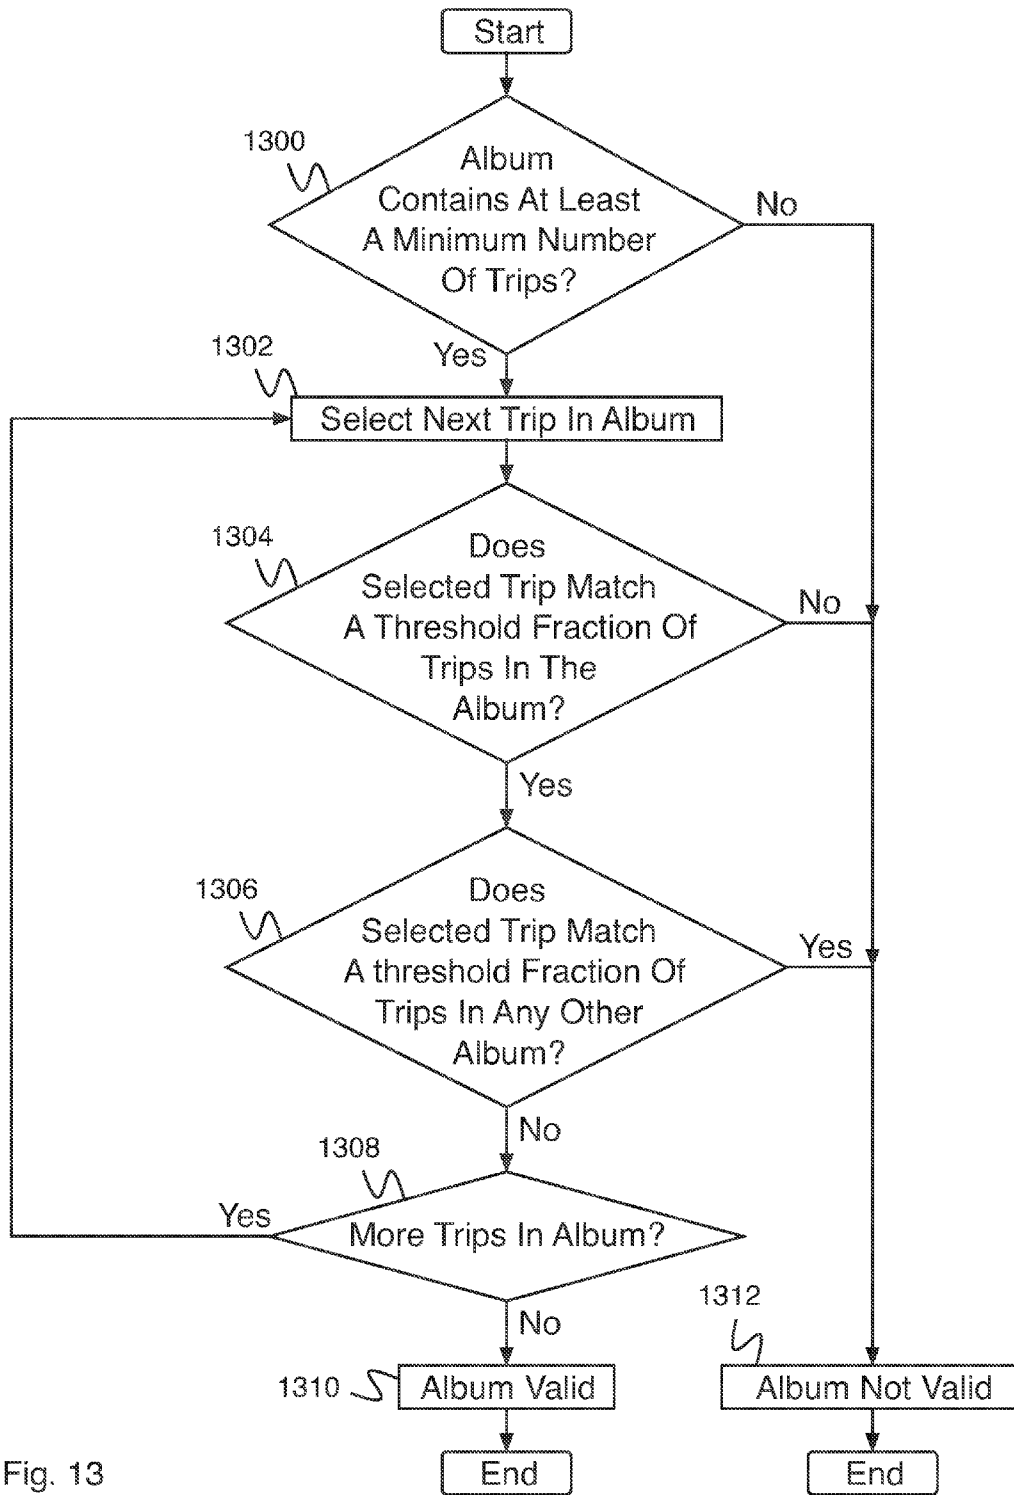 Start
1300
Album
Contains At Least
A Minimum Number
Of Trips?
No
Yes
1302
Select Next Trip In Album
1304
Does
Selected Trip Match
A Threshold Fraction Of
Trips In The
Album?
No
Yes
1306
Does
Selected Trip Match
A threshold Fraction Of
Trips In Any Other
Album?
Yes
No
1308
More Trips In Album?
Yes
No
1312
1310
Album Valid
Album Not Valid
End
End
Fig. 13